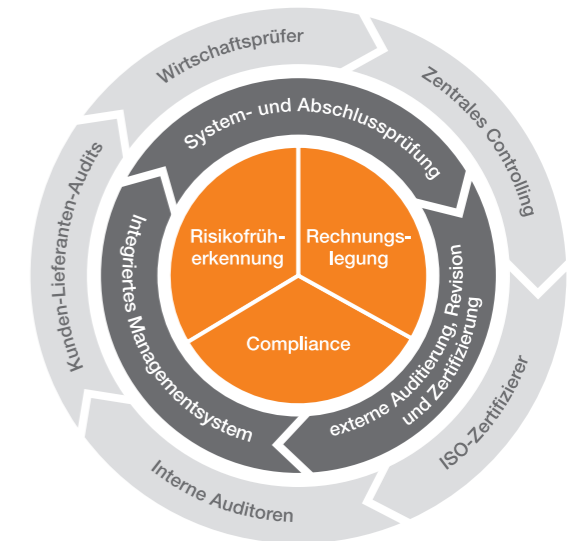 Wirtschaftsprüfer
Zentrales Controlling
ISO-Zertifizierer
Interne Auditoren
Kunden-Lieferanten-Audits
System- und Abschlussprüfung
externe Auditierung, Revision
und Zertifizierung
Integriertes Managementsystem
Risikofrüh-
erkennung
Rechnungs-
legung
Compliance